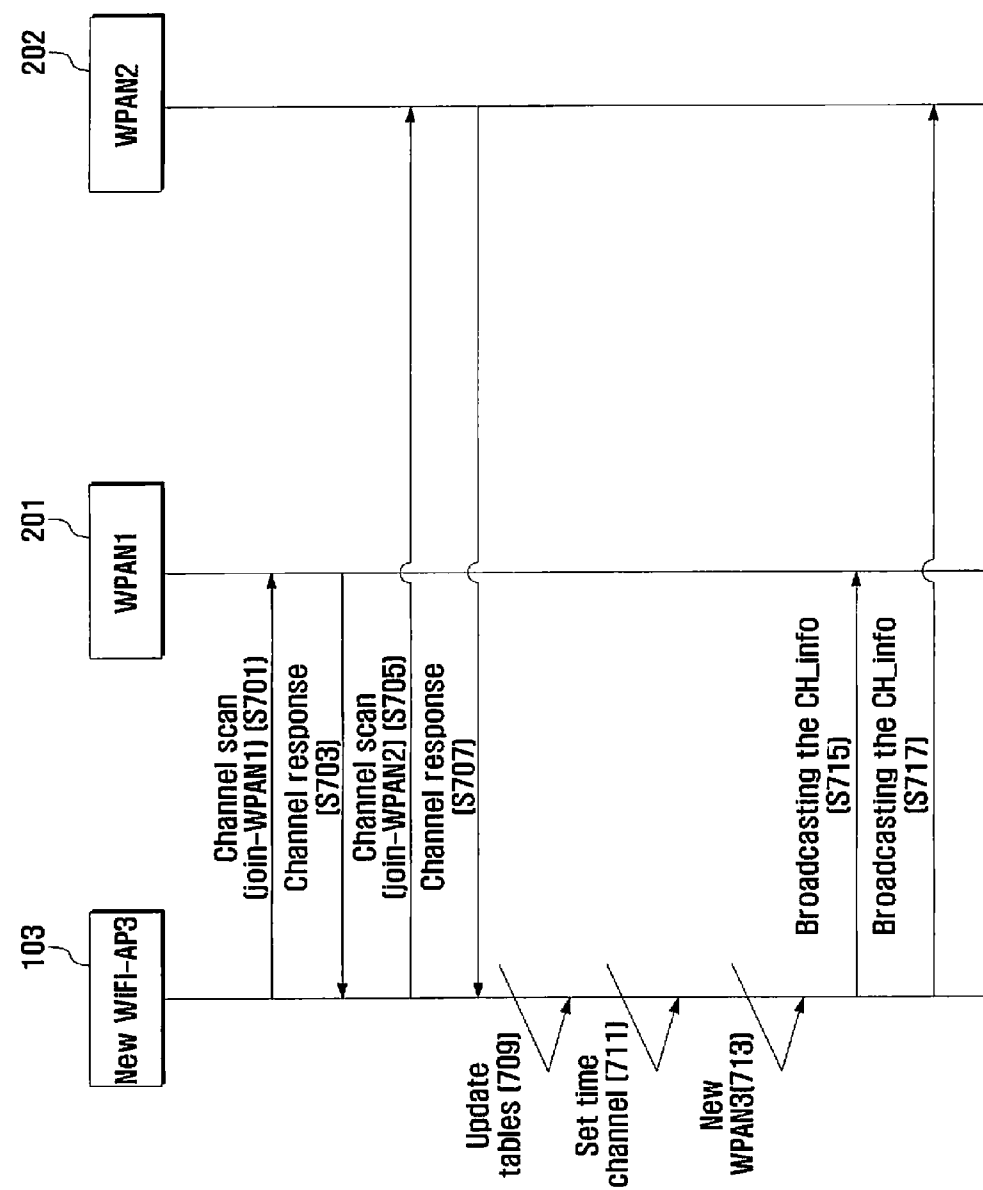 103
New WiFi-AP3
201
WPAN1
202
WPAN2
Channel scan
(join-WPAN1) (S701)
Channel response
(S703)
Channel scan
(join-WPAN2) (S705)
Channel response
(S707)
Update
tables (709)
Set time
channel (711)
New
WPAN3(713)
Broadcasting the CH_info
(S715)
Broadcasting the CH_info
(S717)